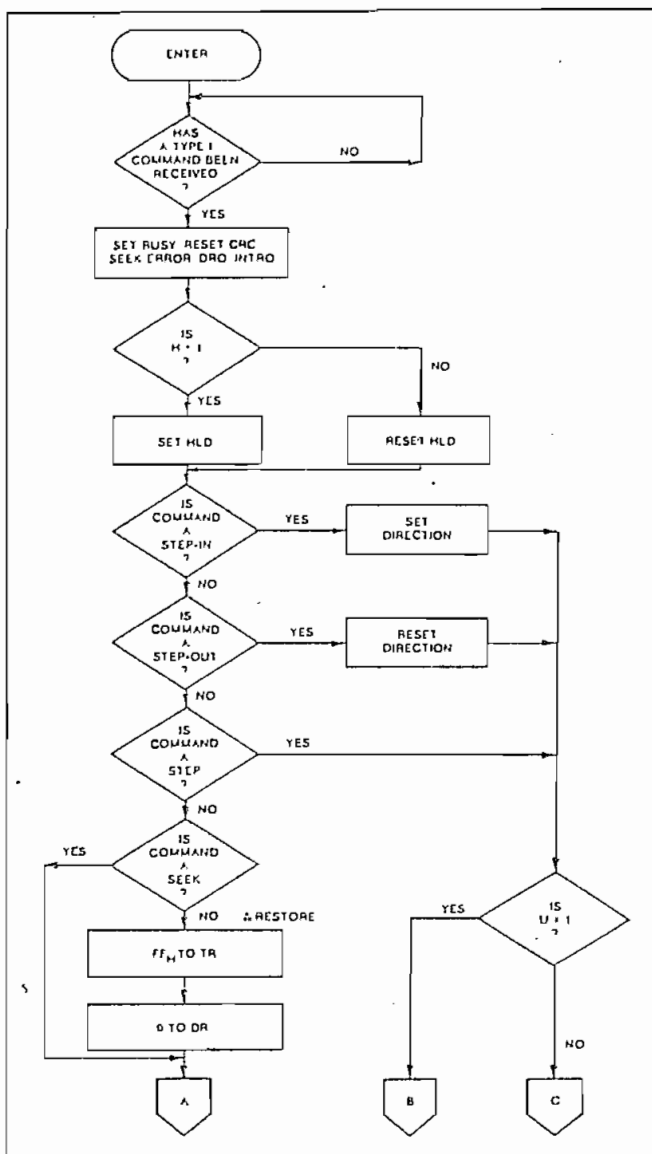 ENTER
HAS
A TYPE I
COMMAND BEEN
RECEIVED
?
NO
YES
SET BUSY, RESET CRC
SEEK ERROR, DRQ, INTRQ
IS
H = 1
?
NO
YES
SET HLD
RESET HLD
IS
COMMAND
A
STEP-IN
?
YES
SET
DIRECTION
NO
IS
COMMAND
A
STEP-OUT
?
YES
RESET
DIRECTION
NO
IS
COMMAND
A
STEP
?
YES
NO
YES
IS
COMMAND
A
SEEK
?
NO ∴ RESTORE
YES
IS
U = 1
?
FF_H TO TR
0 TO DR
NO
A
B
C